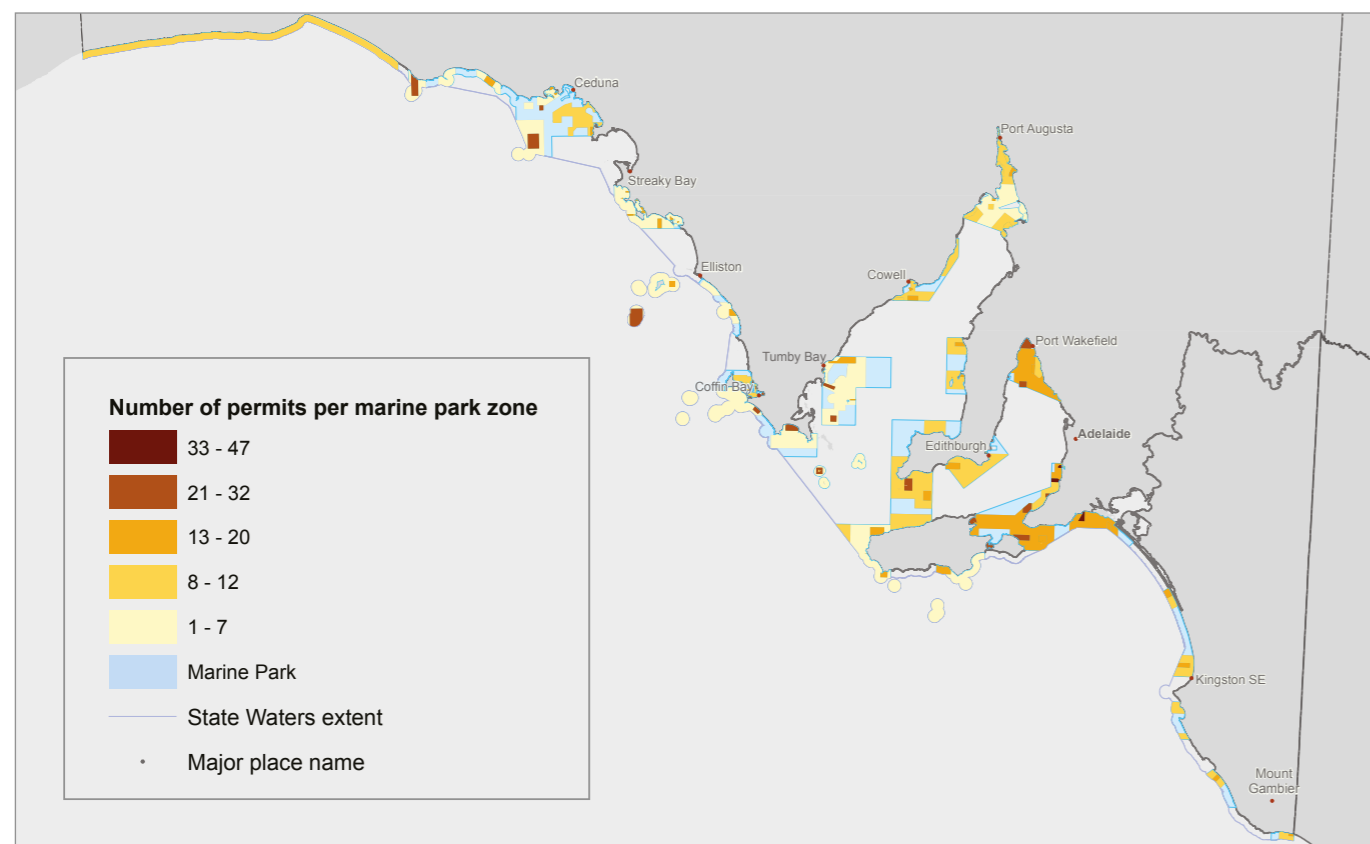 Ceduna
Port Augusta
Streaky Bay
Elliston
Cowell
Port Wakefield
Tumby Bay
Coffin Bay
Adelaide
Edithburgh
Kingston SE
Mount
Gambier
Number of permits per marine park zone
33 - 47
21 - 32
13 - 20
8 - 12
1 - 7
Marine Park
State Waters extent
Major place name